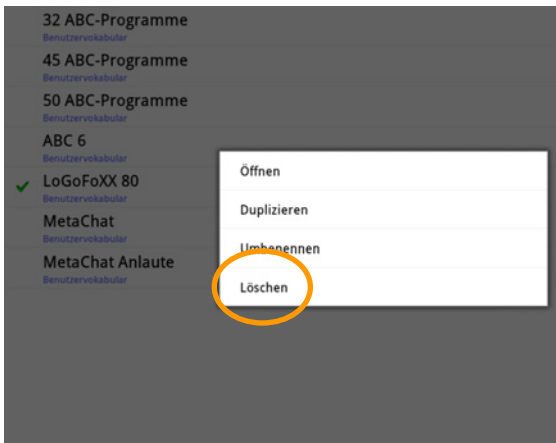 32 ABC-Programme
Benutzervokabular
45 ABC-Programme
Benutzervokabular
50 ABC-Programme
Benutzervokabular
ABC 6
Benutzervokabular
LoGoFoXX 80
Benutzervokabular
MetaChat
Benutzervokabular
MetaChat Anlaute
Benutzervokabular
Öffnen
Duplizieren
Umbenennen
Löschen